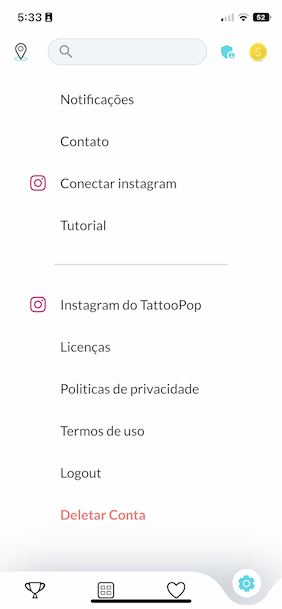 5:33
52
S
Notificações
Contato
Conectar instagram
Tutorial
Instagram do TattooPop
Licenças
Politicas de privacidade
Termos de uso
Logout
Deletar Conta